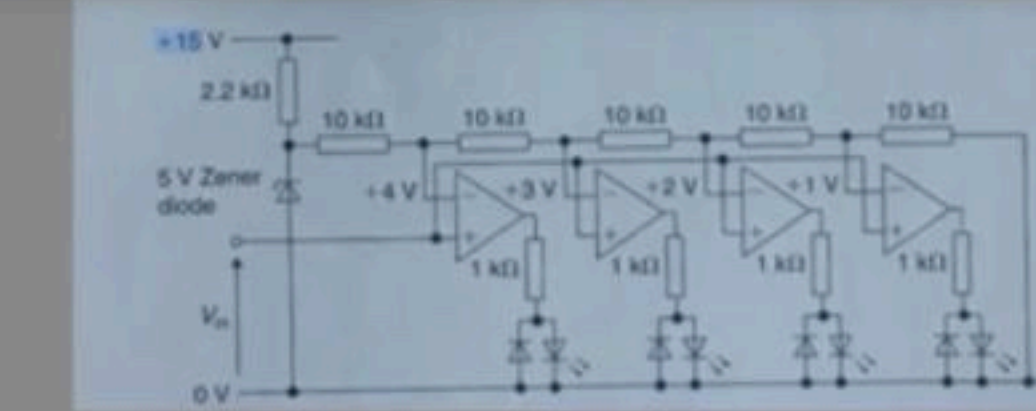 +15 V
2.2 kΩ
10 kΩ 10 kΩ 10 kΩ 10 kΩ 10 kΩ
5 V Zener
diode
+4 V +3 V +2 V +1 V
− − − −
+ + + +
1 kΩ 1 kΩ 1 kΩ 1 kΩ
Vin
0 V